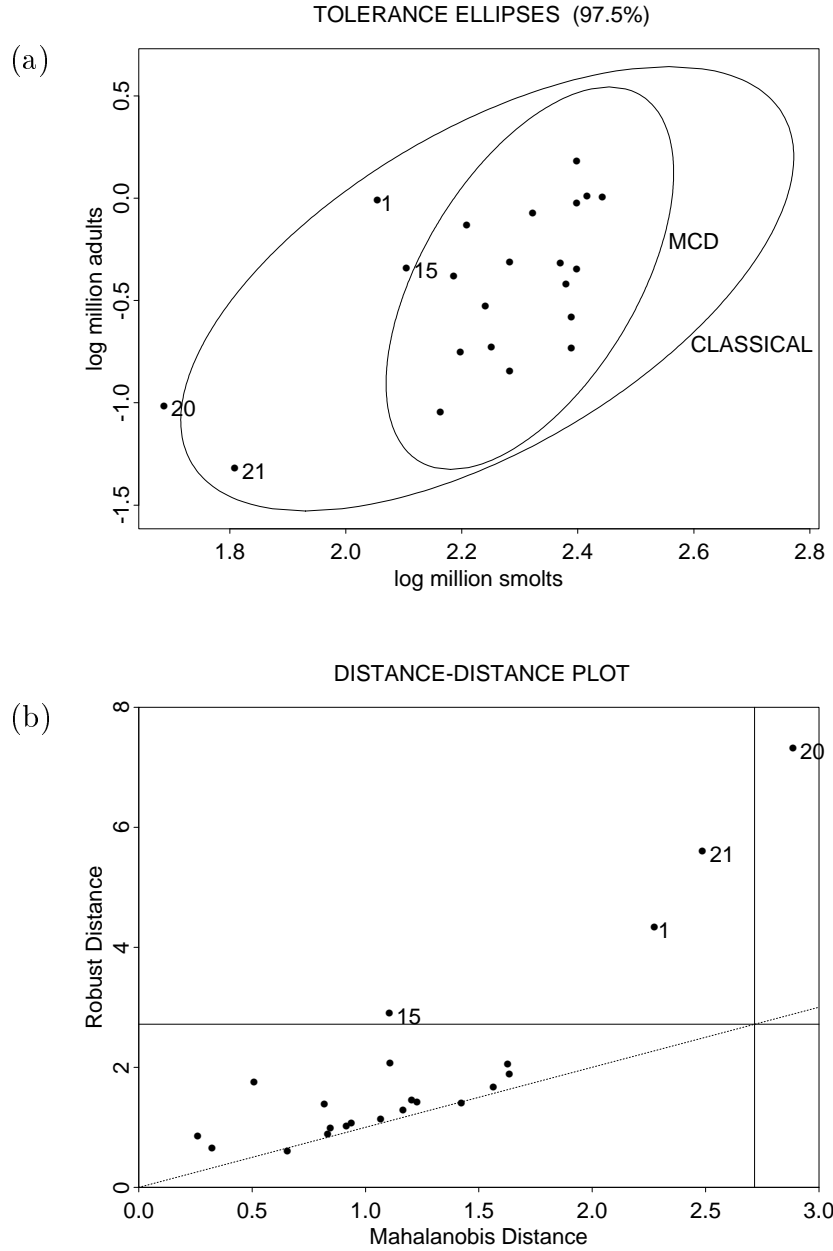 TOLERANCE ELLIPSES (97.5%)
(a)
log million adults
0.5
0.0
-0.5
-1.0
-1.5
1
15
MCD
CLASSICAL
20
21
1.8 2.0 2.2 2.4 2.6 2.8
log million smolts
DISTANCE-DISTANCE PLOT
(b)
Robust Distance
8
6
4
2
0
20
21
1
15
0.0 0.5 1.0 1.5 2.0 2.5 3.0
Mahalanobis Distance